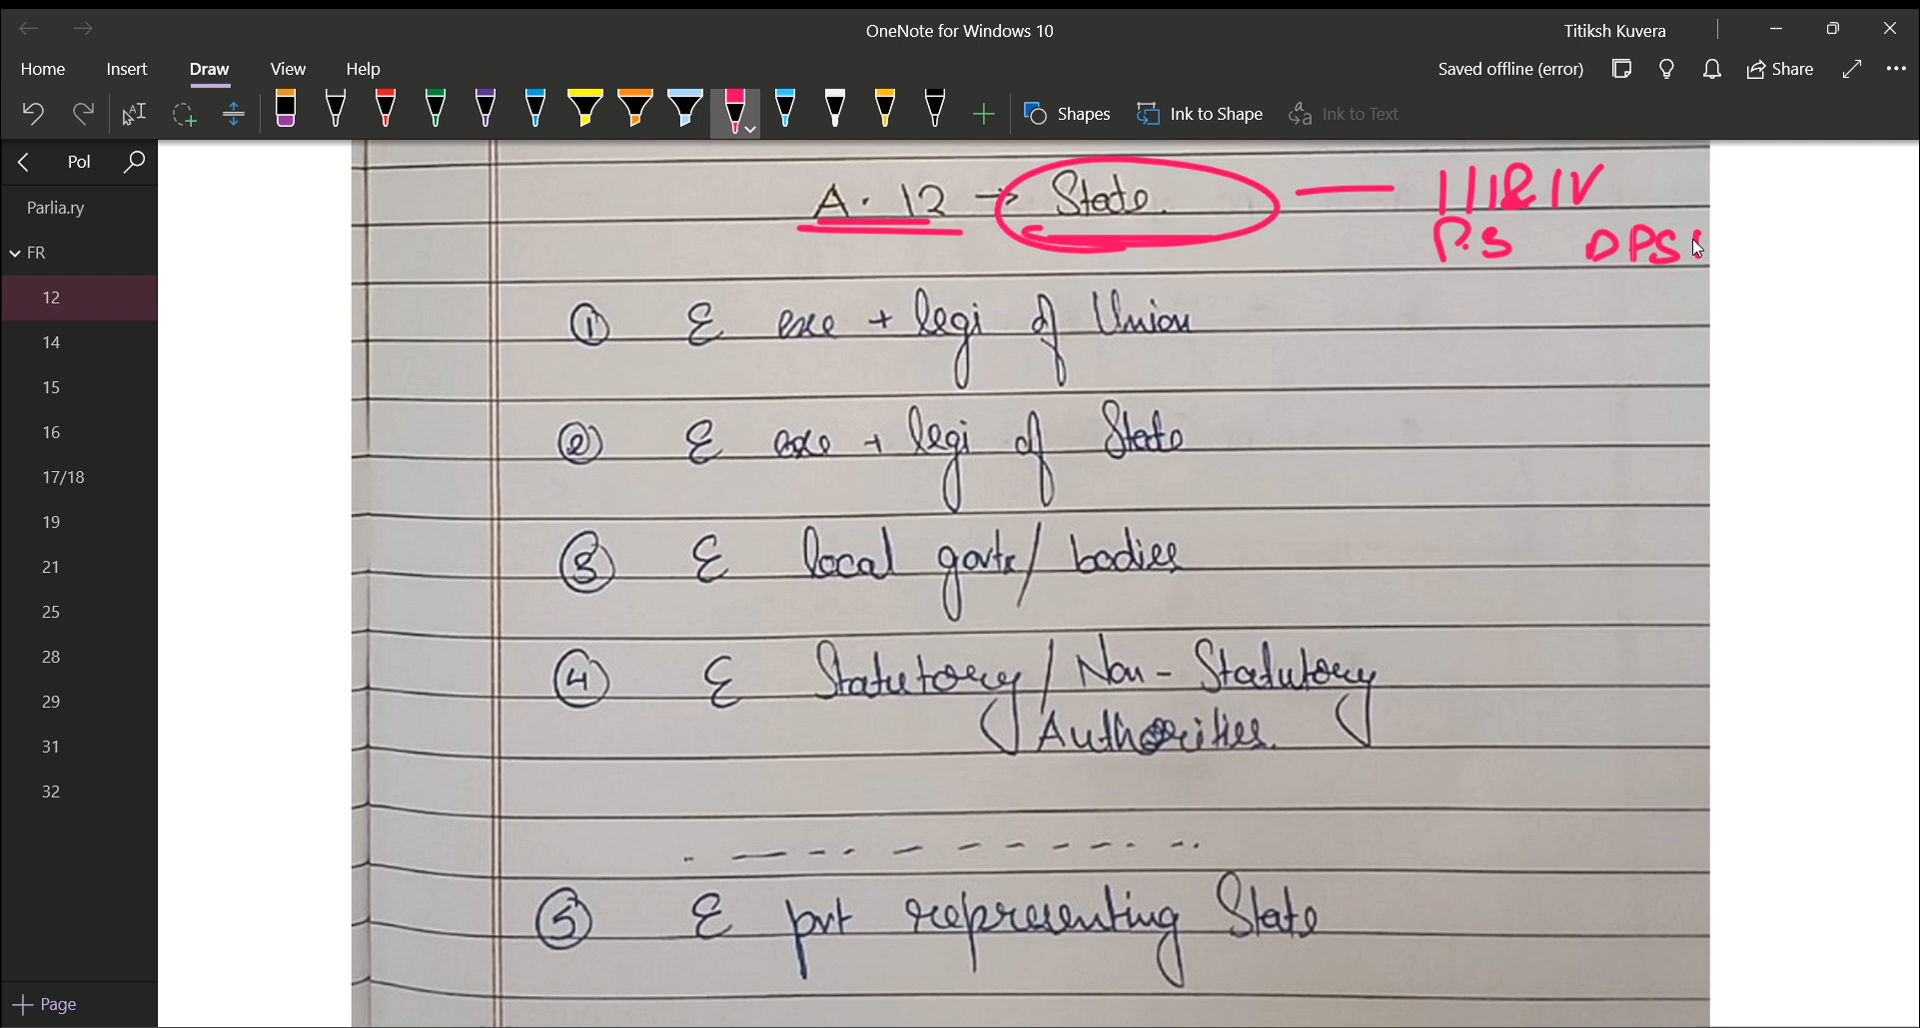 OneNote for Windows 10
Titiksh Kuvera
Home Insert Draw View Help
Saved offline (error) Share
Shapes Ink to Shape Ink to Text
Pol
Parlia.ry
FR
12
14
15
16
17/18
19
21
25
28
29
31
32
Page
A. 12 → State.
III & IV
DPS
① Ɛ exe + legi of Union
② Ɛ exe + legi of State
③ Ɛ local govts/ bodies
④ Ɛ Statutory / Non-Statutory
Authorities.
⑤ Ɛ pvt representing State